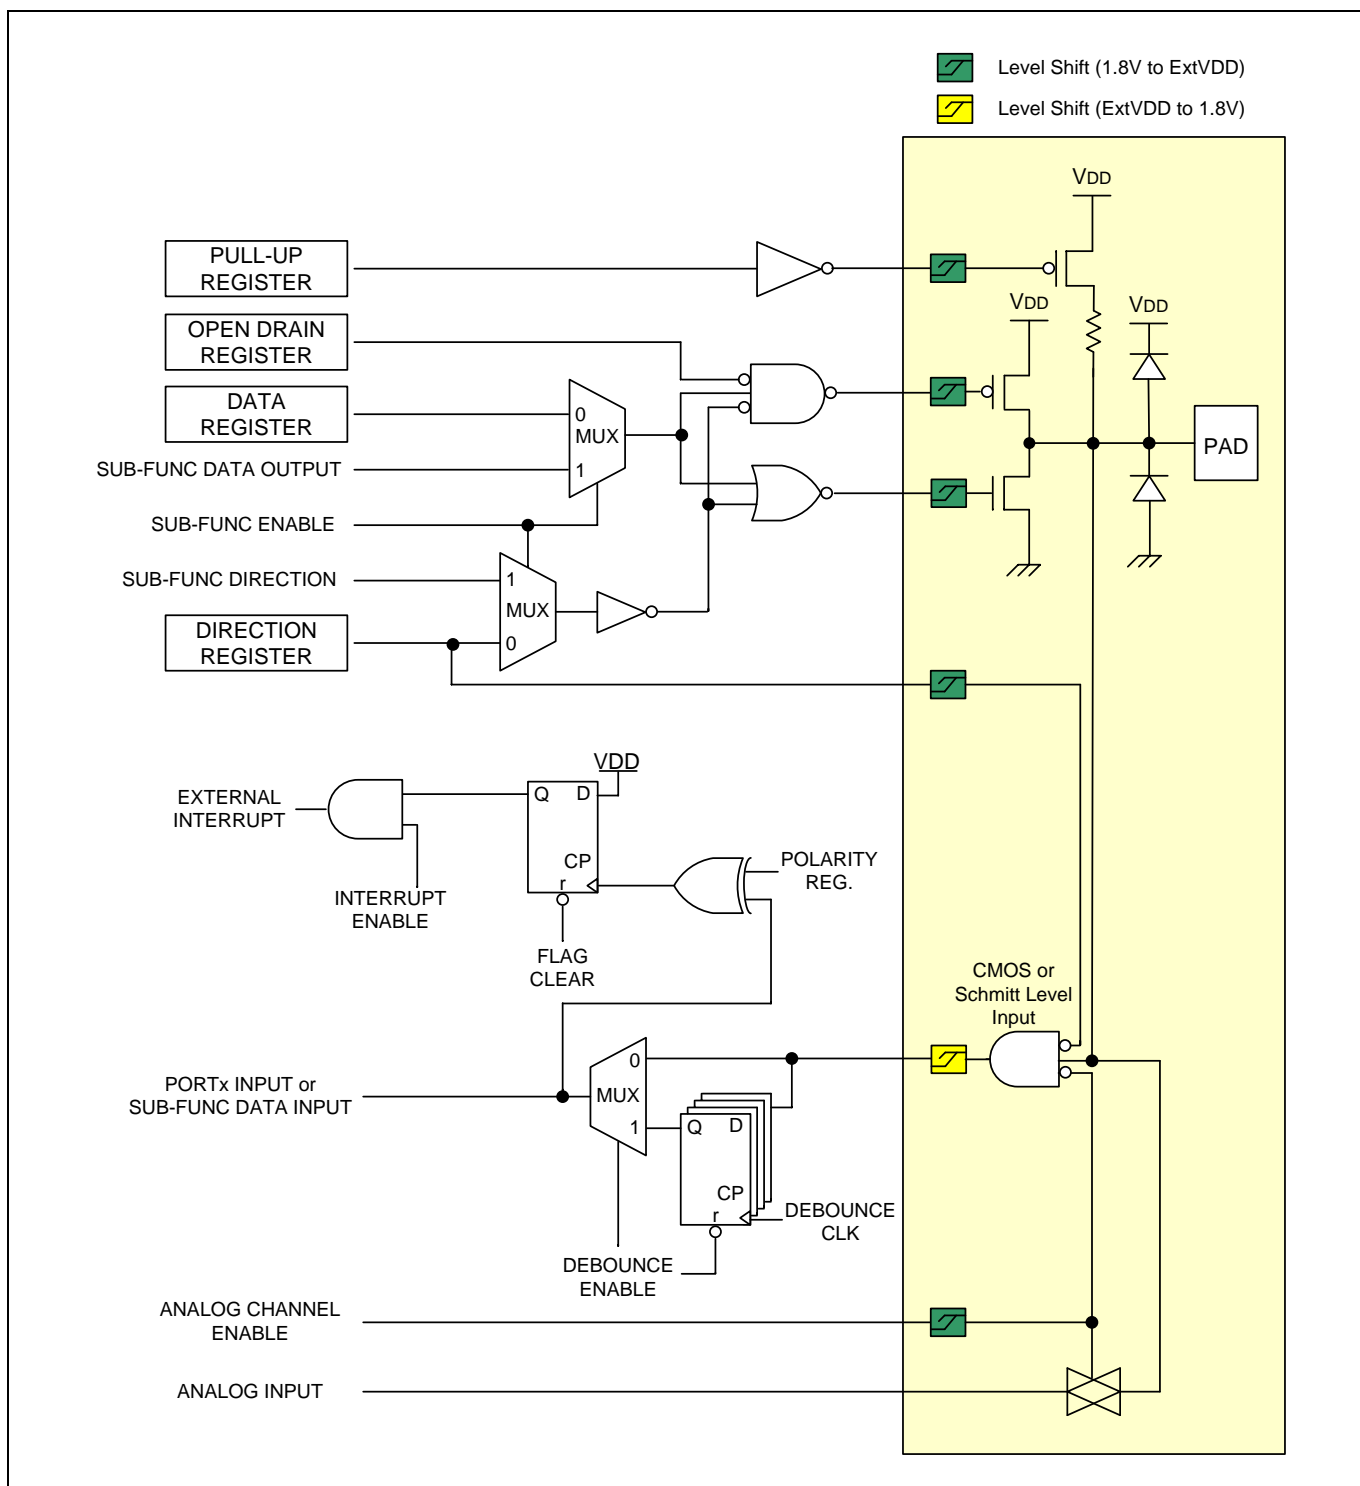 Level Shift (1.8V to ExtVDD)
Level Shift (ExtVDD to 1.8V)
VDD
PULL-UP
REGISTER
VDD
VDD
OPEN DRAIN
REGISTER
DATA
REGISTER
0
MUX
1
PAD
SUB-FUNC DATA OUTPUT
SUB-FUNC ENABLE
SUB-FUNC DIRECTION
1
MUX
0
DIRECTION
REGISTER
VDD
Q
D
CP
r
EXTERNAL
INTERRUPT
INTERRUPT
ENABLE
FLAG
CLEAR
POLARITY
REG.
CMOS or
Schmitt Level
Input
PORTx INPUT or
SUB-FUNC DATA INPUT
0
MUX
1
Q
D
CP
r
DEBOUNCE
CLK
DEBOUNCE
ENABLE
ANALOG CHANNEL
ENABLE
ANALOG INPUT